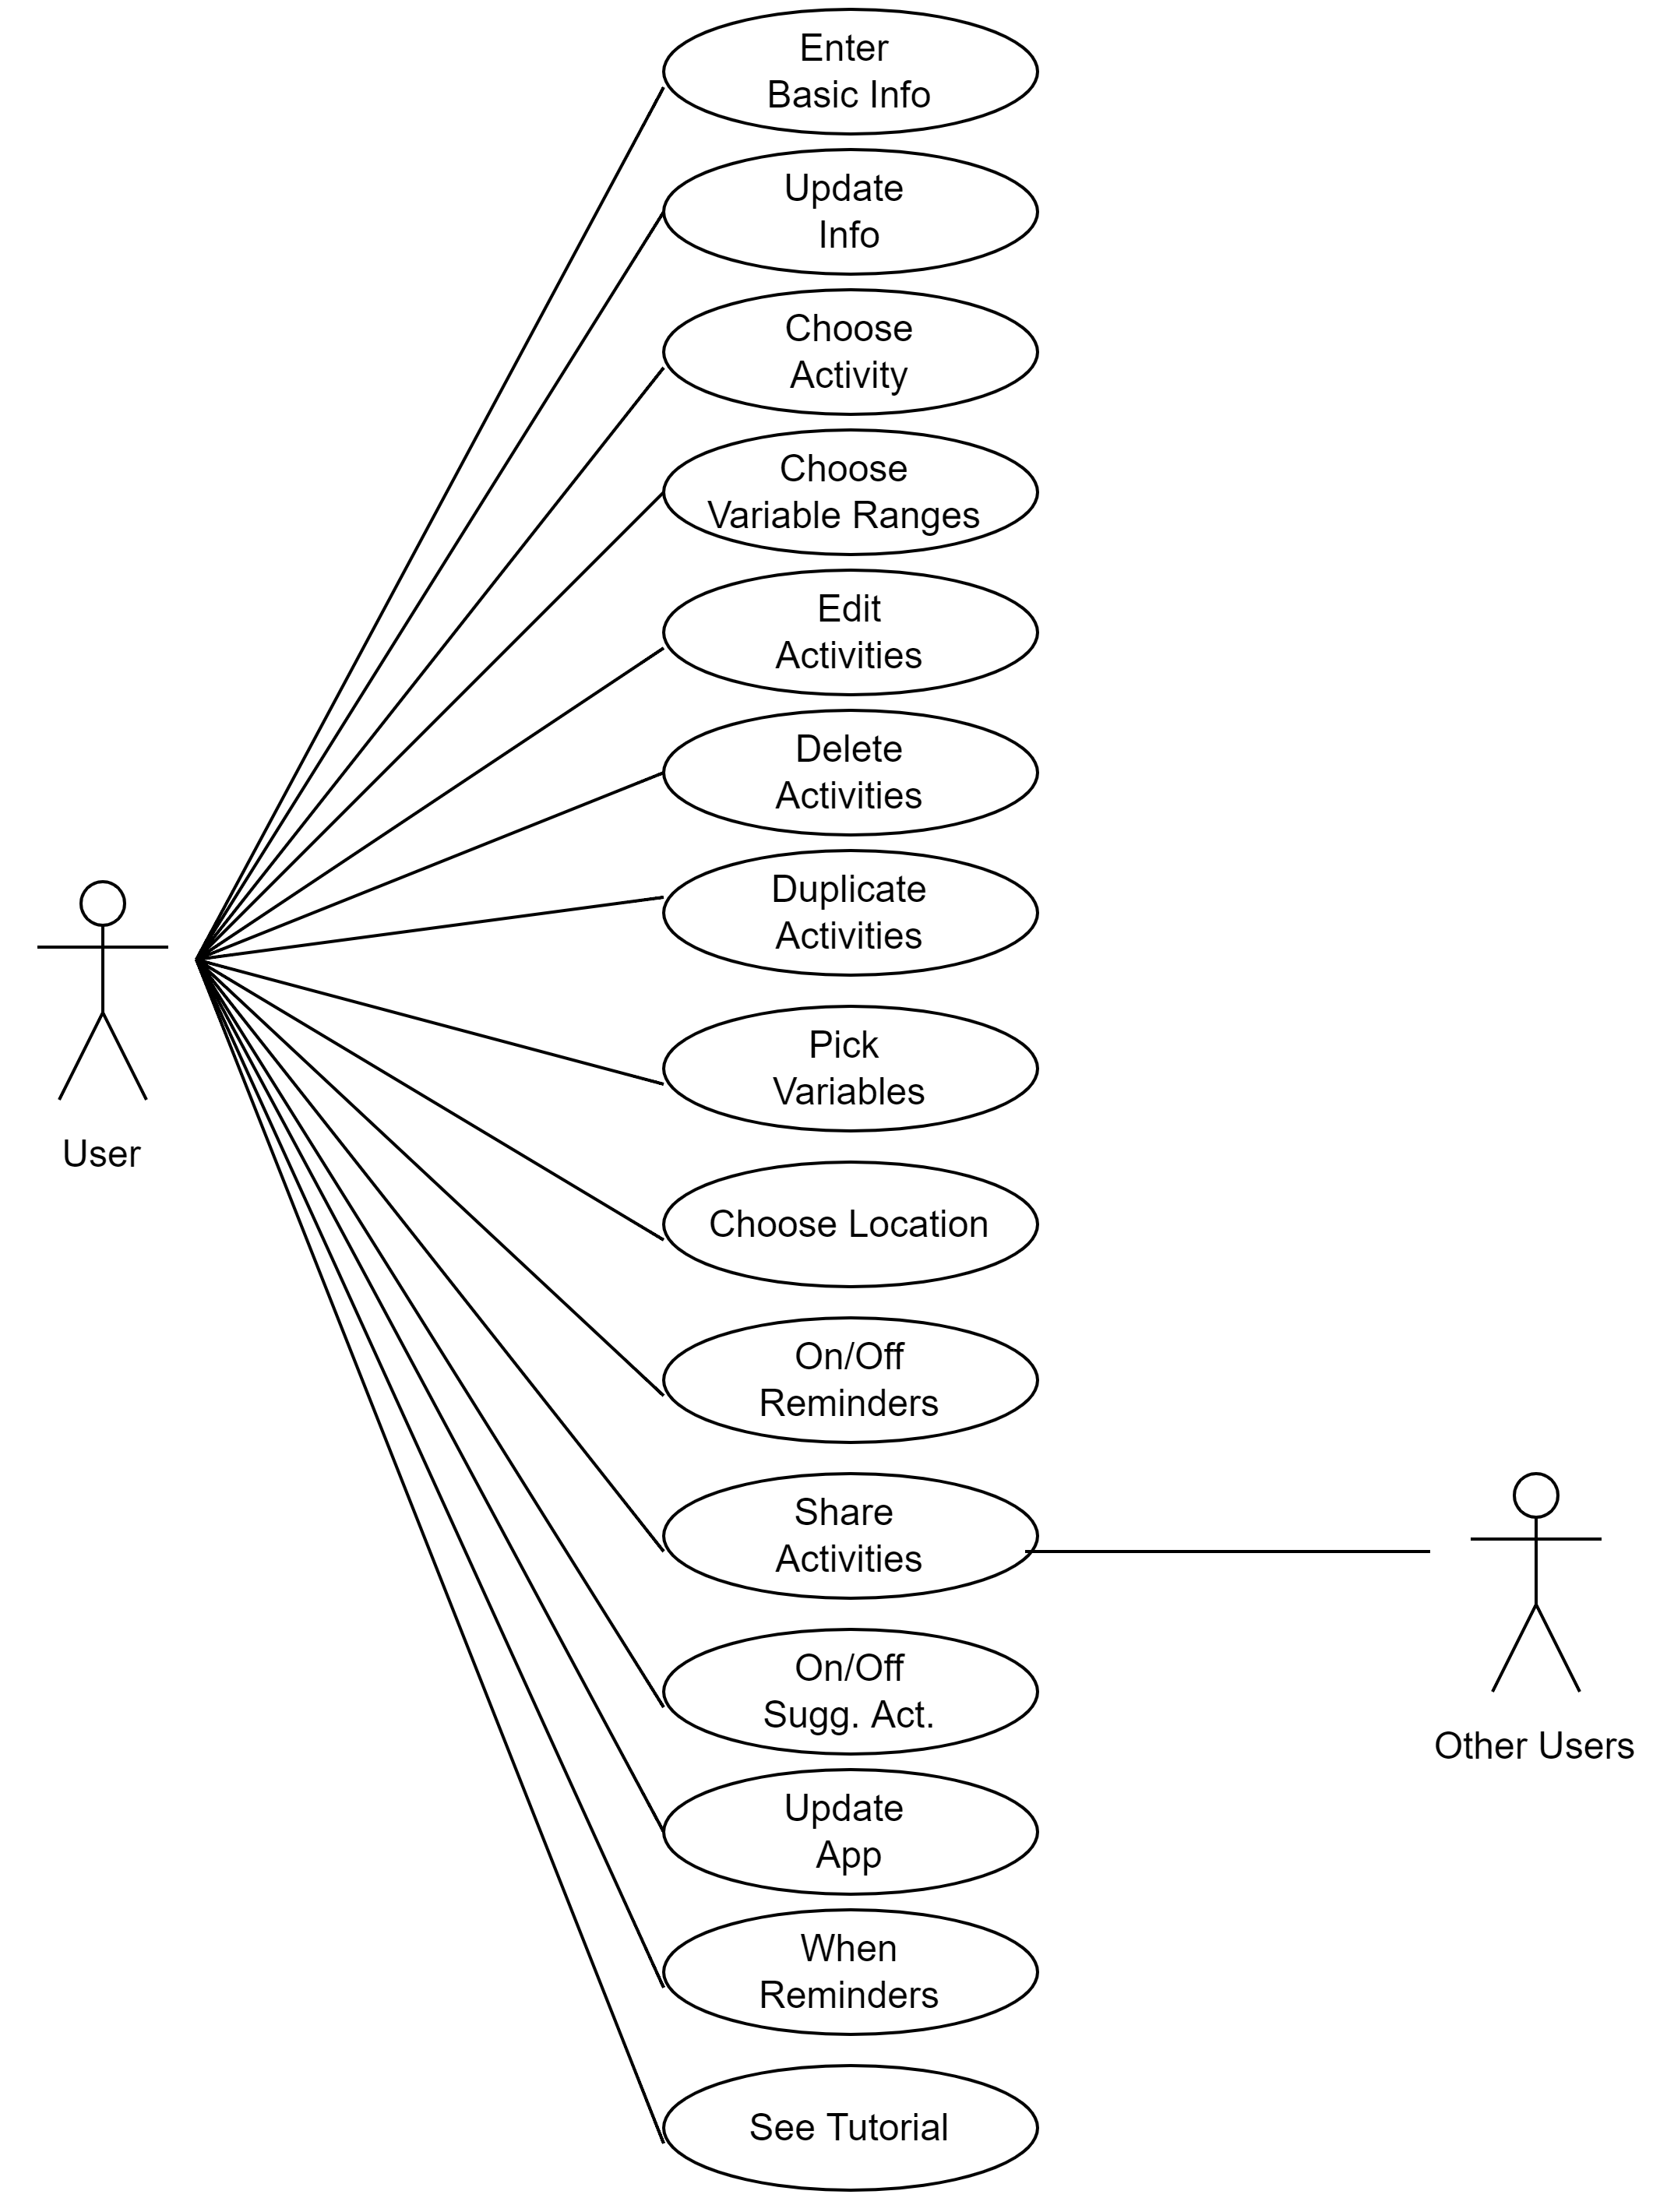 Enter
Basic Info
Update
Info
Choose
Activity
Choose
Variable Ranges
Edit
Activities
Delete
Activities
Duplicate
Activities
Pick
Variables
User
Choose Location
On/Off
Reminders
Share
Activities
On/Off
Sugg. Act.
Other Users
Update
App
When
Reminders
See Tutorial